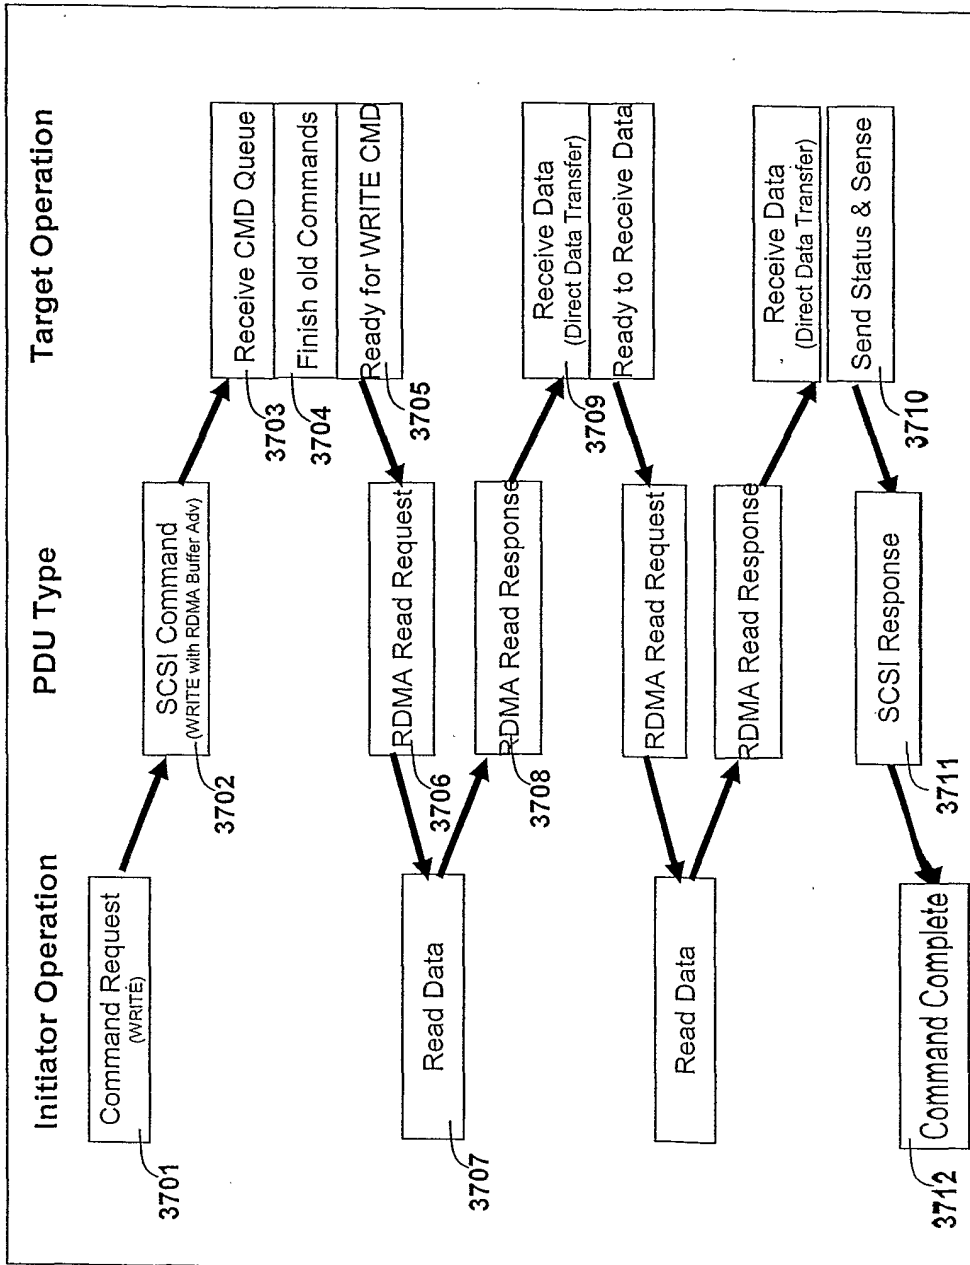 Initiator Operation
PDU Type
Target Operation
Command Request
(WRITE)
3701
SCSI Command
(WRITE with RDMA Buffer Adv)
3702
Receive CMD Queue
3703
Finish old Commands
3704
Ready for WRITE CMD
3705
RDMA Read Request
3706
Read Data
3707
RDMA Read Response
3708
Receive Data
(Direct Data Transfer)
3709
Ready to Receive Data
RDMA Read Request
Read Data
RDMA Read Response
Receive Data
(Direct Data Transfer)
Send Status & Sense
3710
SCSI Response
3711
Command Complete
3712